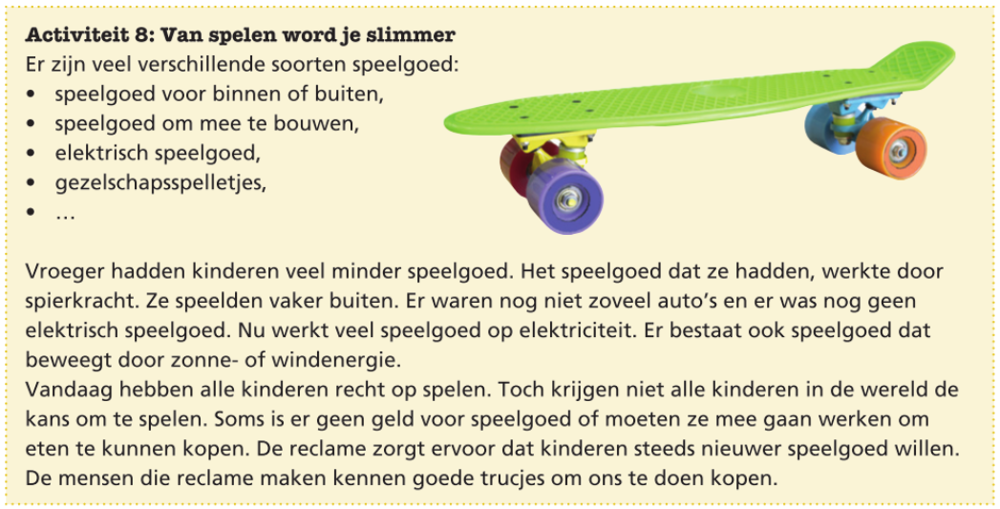 Activiteit 8: Van spelen word je slimmer
Er zijn veel verschillende soorten speelgoed:
• speelgoed voor binnen of buiten,
• speelgoed om mee te bouwen,
• elektrisch speelgoed,
• gezelschapsspelletjes,
• …
Vroeger hadden kinderen veel minder speelgoed. Het speelgoed dat ze hadden, werkte door
spierkracht. Ze speelden vaker buiten. Er waren nog niet zoveel auto’s en er was nog geen
elektrisch speelgoed. Nu werkt veel speelgoed op elektriciteit. Er bestaat ook speelgoed dat
beweegt door zonne- of windenergie.
Vandaag hebben alle kinderen recht op spelen. Toch krijgen niet alle kinderen in de wereld de
kans om te spelen. Soms is er geen geld voor speelgoed of moeten ze mee gaan werken om
eten te kunnen kopen. De reclame zorgt ervoor dat kinderen steeds nieuwer speelgoed willen.
De mensen die reclame maken kennen goede trucjes om ons te doen kopen.